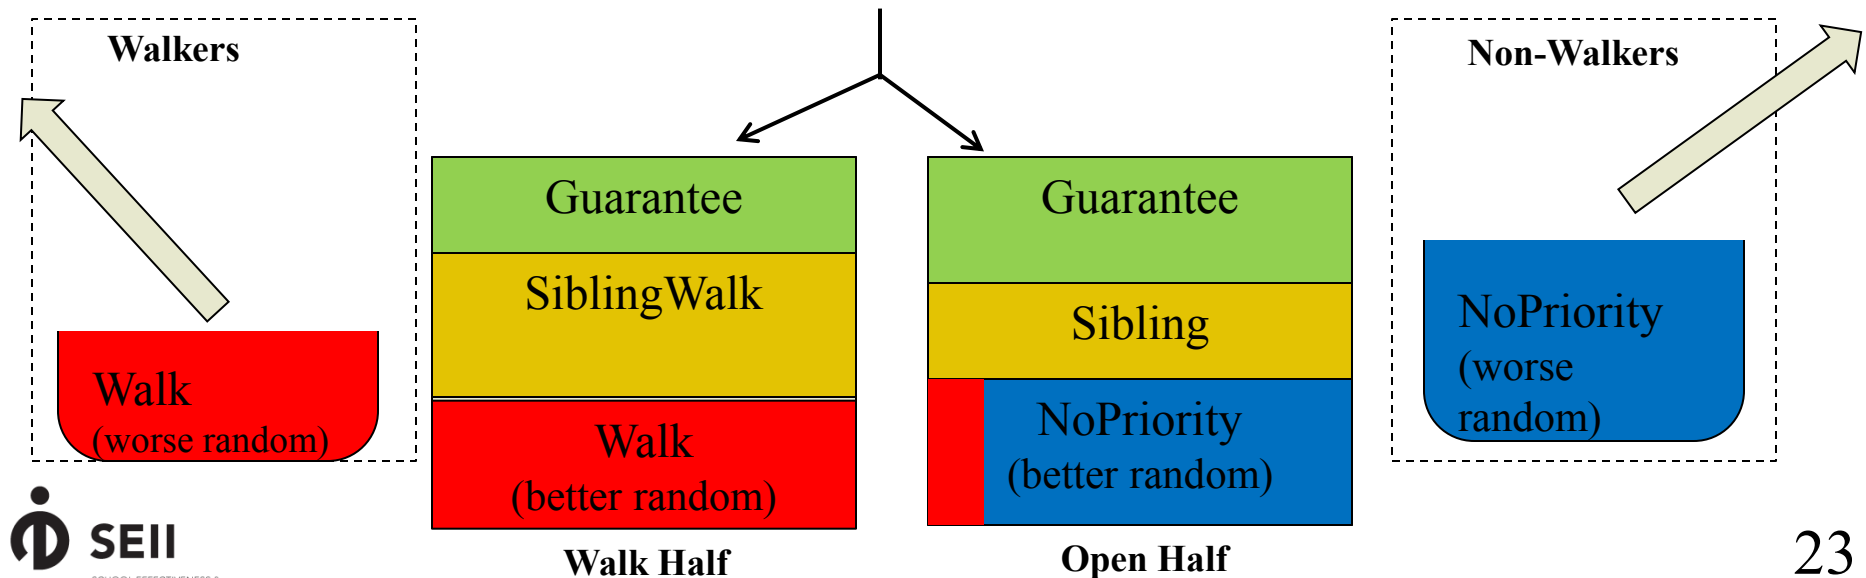 Walkers
Non-Walkers
Guarantee
Guarantee
SiblingWalk
Sibling
NoPriority
(worse
random)
Walk
(worse random)
Walk
(better random)
NoPriority
(better random)
SEII
Walk Half
Open Half
23